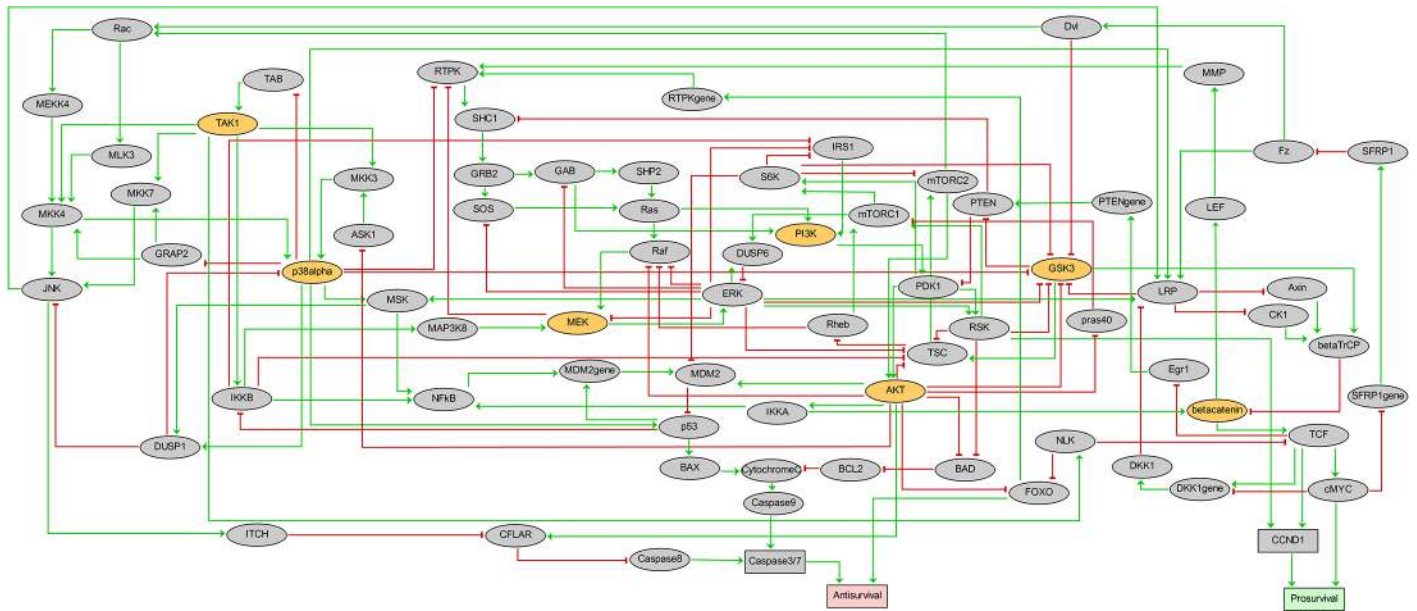 Rac
Dvl
TAB
RTPK
MMP
MEKK4
RTPKgene
TAK1
SHC1
MLK3
IRS1
Fz
SFRP1
MKK7
MKK3
GRB2
GAB
SHP2
S6K
mTORC2
PTEN
PTENgene
LEF
MKK4
SOS
Ras
mTORC1
ASK1
PI3K
GRAP2
Raf
DUSP6
p38alpha
GSK3
JNK
MSK
ERK
PDK1
LRP
Axin
CK1
MAP3K8
MEK
Rheb
RSK
pras40
betaTrCP
TSC
MDM2gene
MDM2
Egr1
IKKB
NFkB
AKT
SFRP1gene
IKKA
betacatenin
p53
DUSP1
NLK
TCF
BAX
CytochromeC
BCL2
BAD
DKK1
FOXO
DKK1gene
cMYC
Caspase9
ITCH
CFLAR
CCND1
Caspase8
Caspase3/7
Antisurvival
Prosurvival